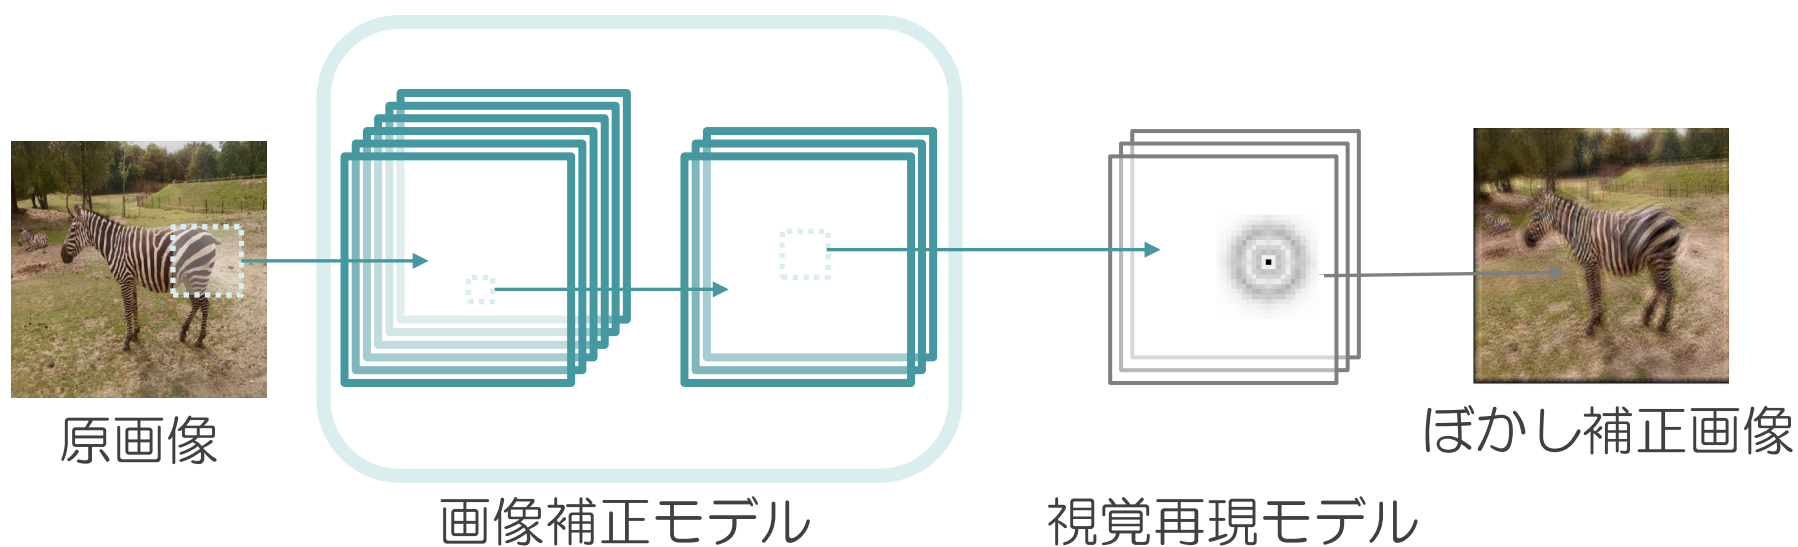 原画像
画像補正モデル
視覚再現モデル
ぼかし補正画像